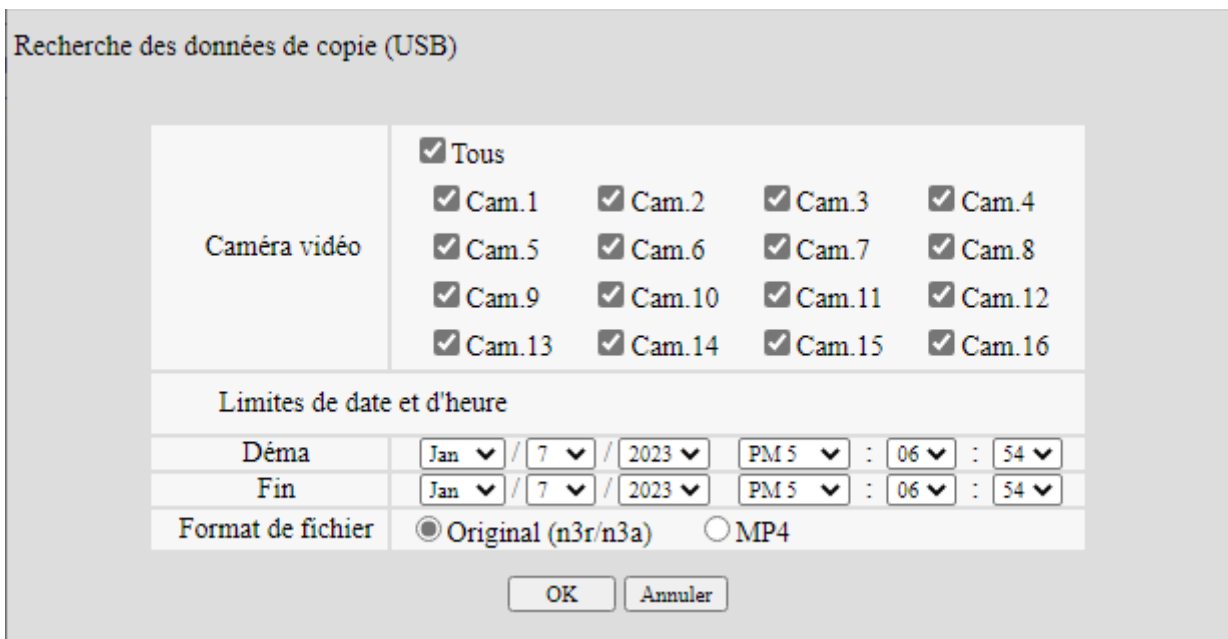 Recherche des données de copie (USB)
Tous
Cam.1 Cam.2 Cam.3 Cam.4
Caméra vidéo
Cam.5 Cam.6 Cam.7 Cam.8
Cam.9 Cam.10 Cam.11 Cam.12
Cam.13 Cam.14 Cam.15 Cam.16
Limites de date et d'heure
Déma Jan / 7 / 2023 PM 5 : 06 : 54
Fin Jan / 7 / 2023 PM 5 : 06 : 54
Format de fichier Original (n3r/n3a) MP4
OK Annuler